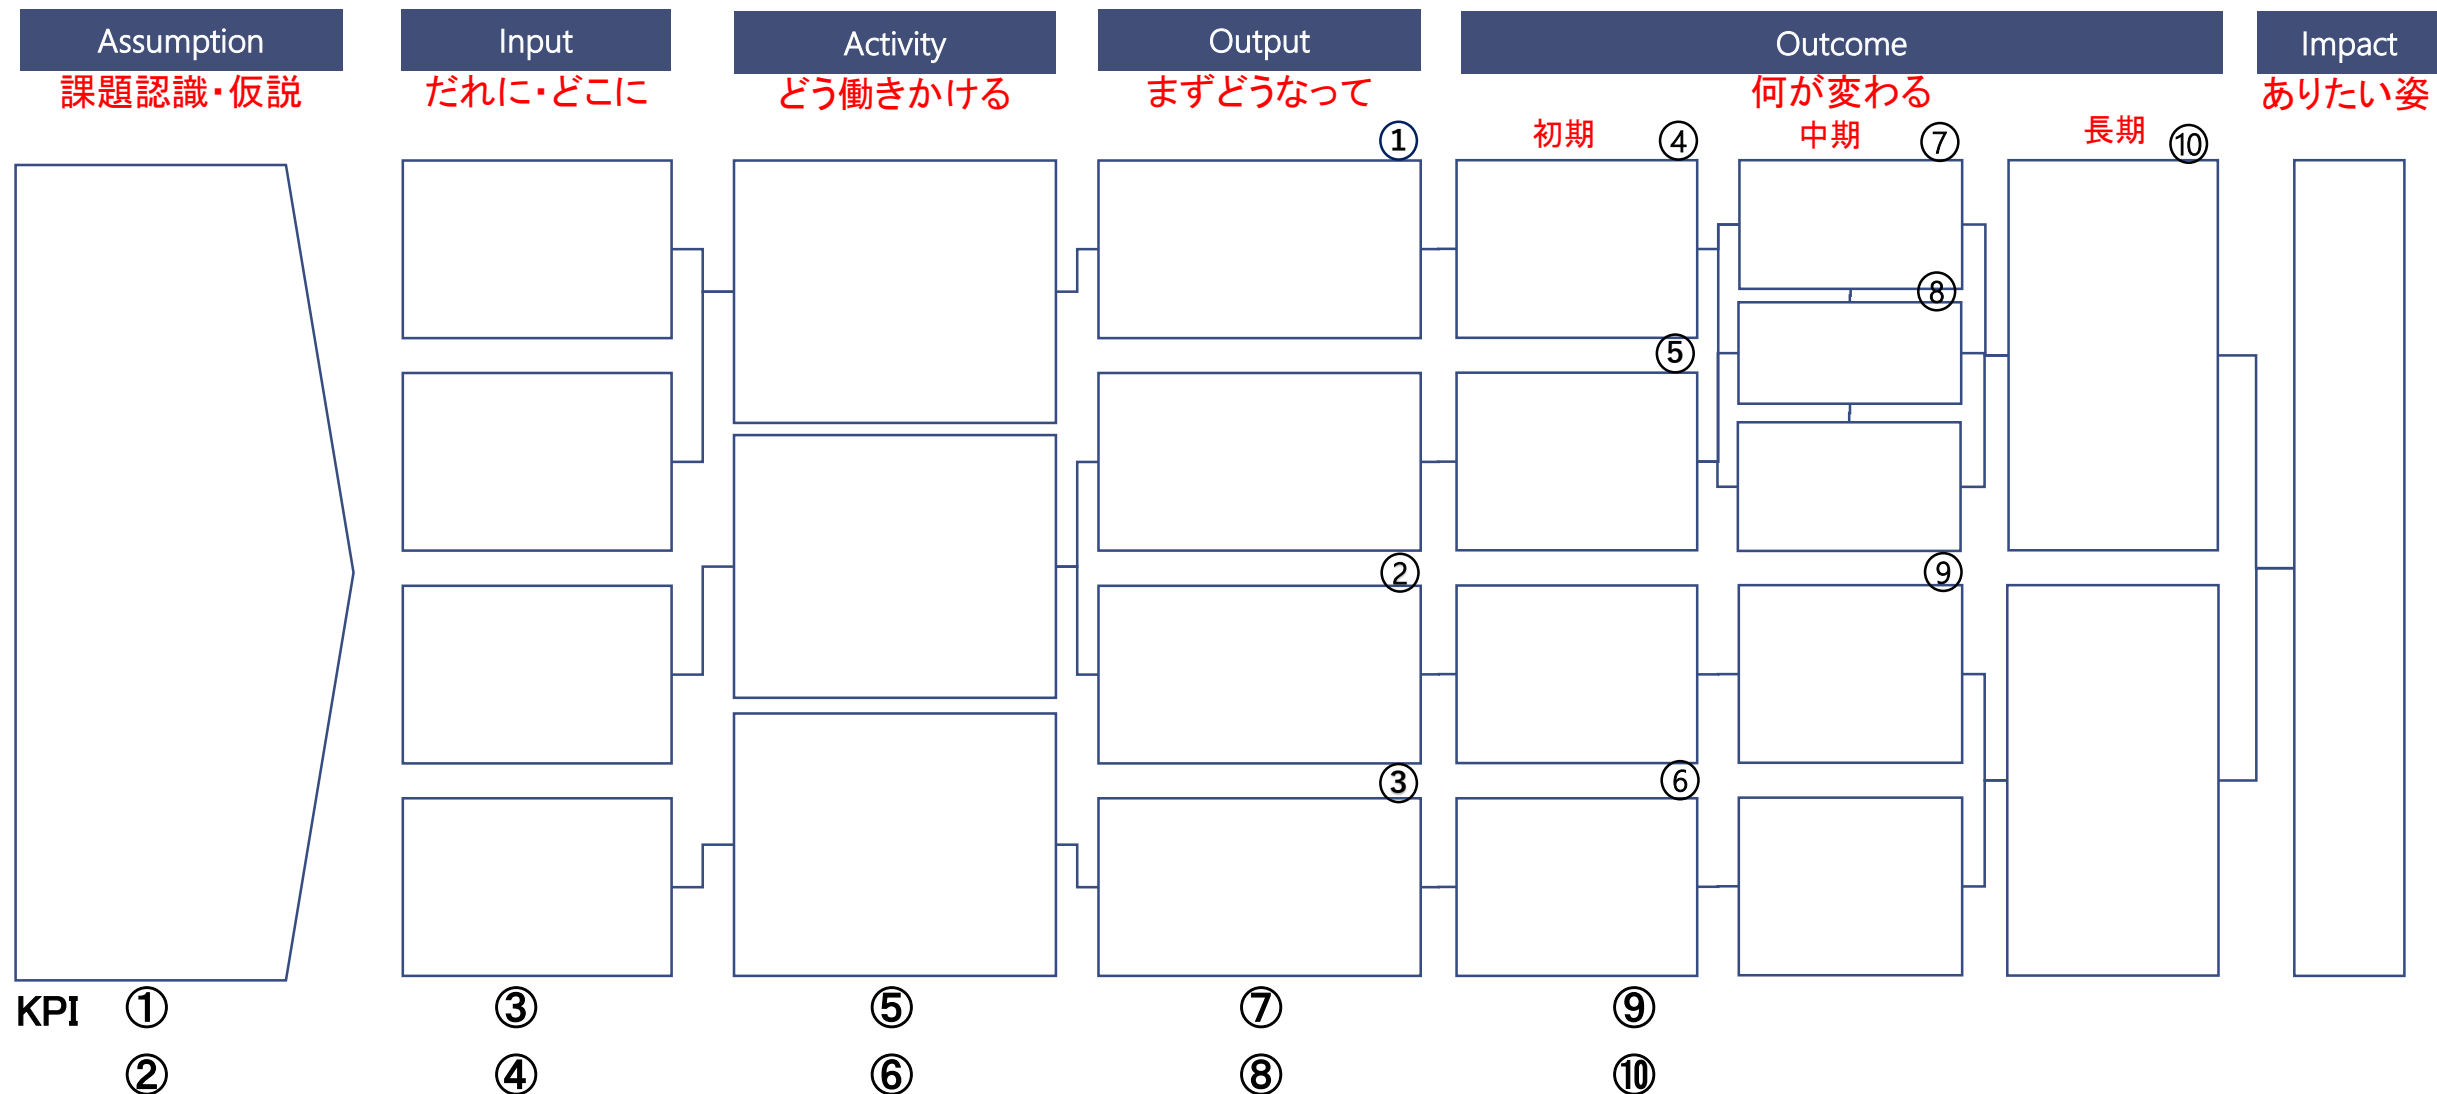 Assumption
Input
Activity
Output
Outcome
Impact
課題認識・仮説
だれに・どこに
どう働きかける
まずどうなって
何が変わる
ありたい姿
初期
中期
長期
①
④
⑦
⑩
⑧
⑤
②
⑨
③
⑥
KPI ① ③ ⑤ ⑦ ⑨
② ④ ⑥ ⑧ ⑩